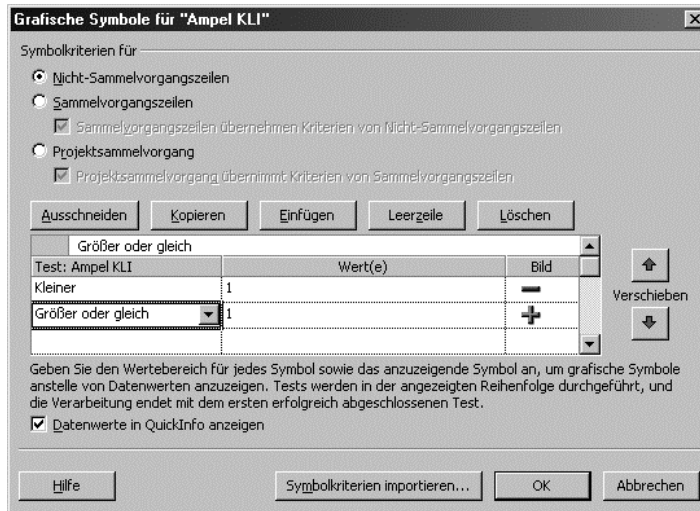 Grafische Symbole für "Ampel KLI"
Symbolkriterien für
Nicht-Sammelvorgangszeilen
Sammelvorgangszeilen
Sammelvorgangszeilen übernehmen Kriterien von Nicht-Sammelvorgangszeilen
Projektsammelvorgang
Projektsammelvorgang übernimmt Kriterien von Sammelvorgangszeilen
Ausschneiden Kopieren Einfügen Leerzeile Löschen
Größer oder gleich
Test: Ampel KLI Wert(e) Bild
Kleiner 1
Verschieben
Größer oder gleich 1
Geben Sie den Wertebereich für jedes Symbol sowie das anzuzeigende Symbol an, um grafische Symbole
anstelle von Datenwerten anzuzeigen. Tests werden in der angezeigten Reihenfolge durchgeführt, und
die Verarbeitung endet mit dem ersten erfolgreich abgeschlossenen Test.
Datenwerte in QuickInfo anzeigen
Hilfe Symbolkriterien importieren... OK Abbrechen